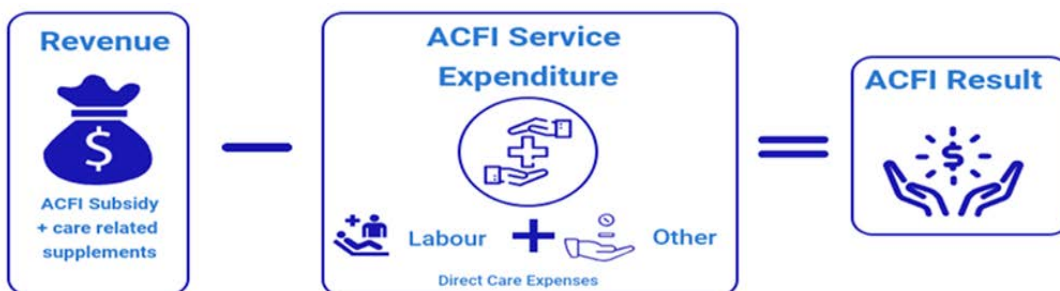 Revenue
$
ACFI Subsidy
+ care related
supplements
ACFI Service
Expenditure
Labour
Other
Direct Care Expenses
ACFI Result
$